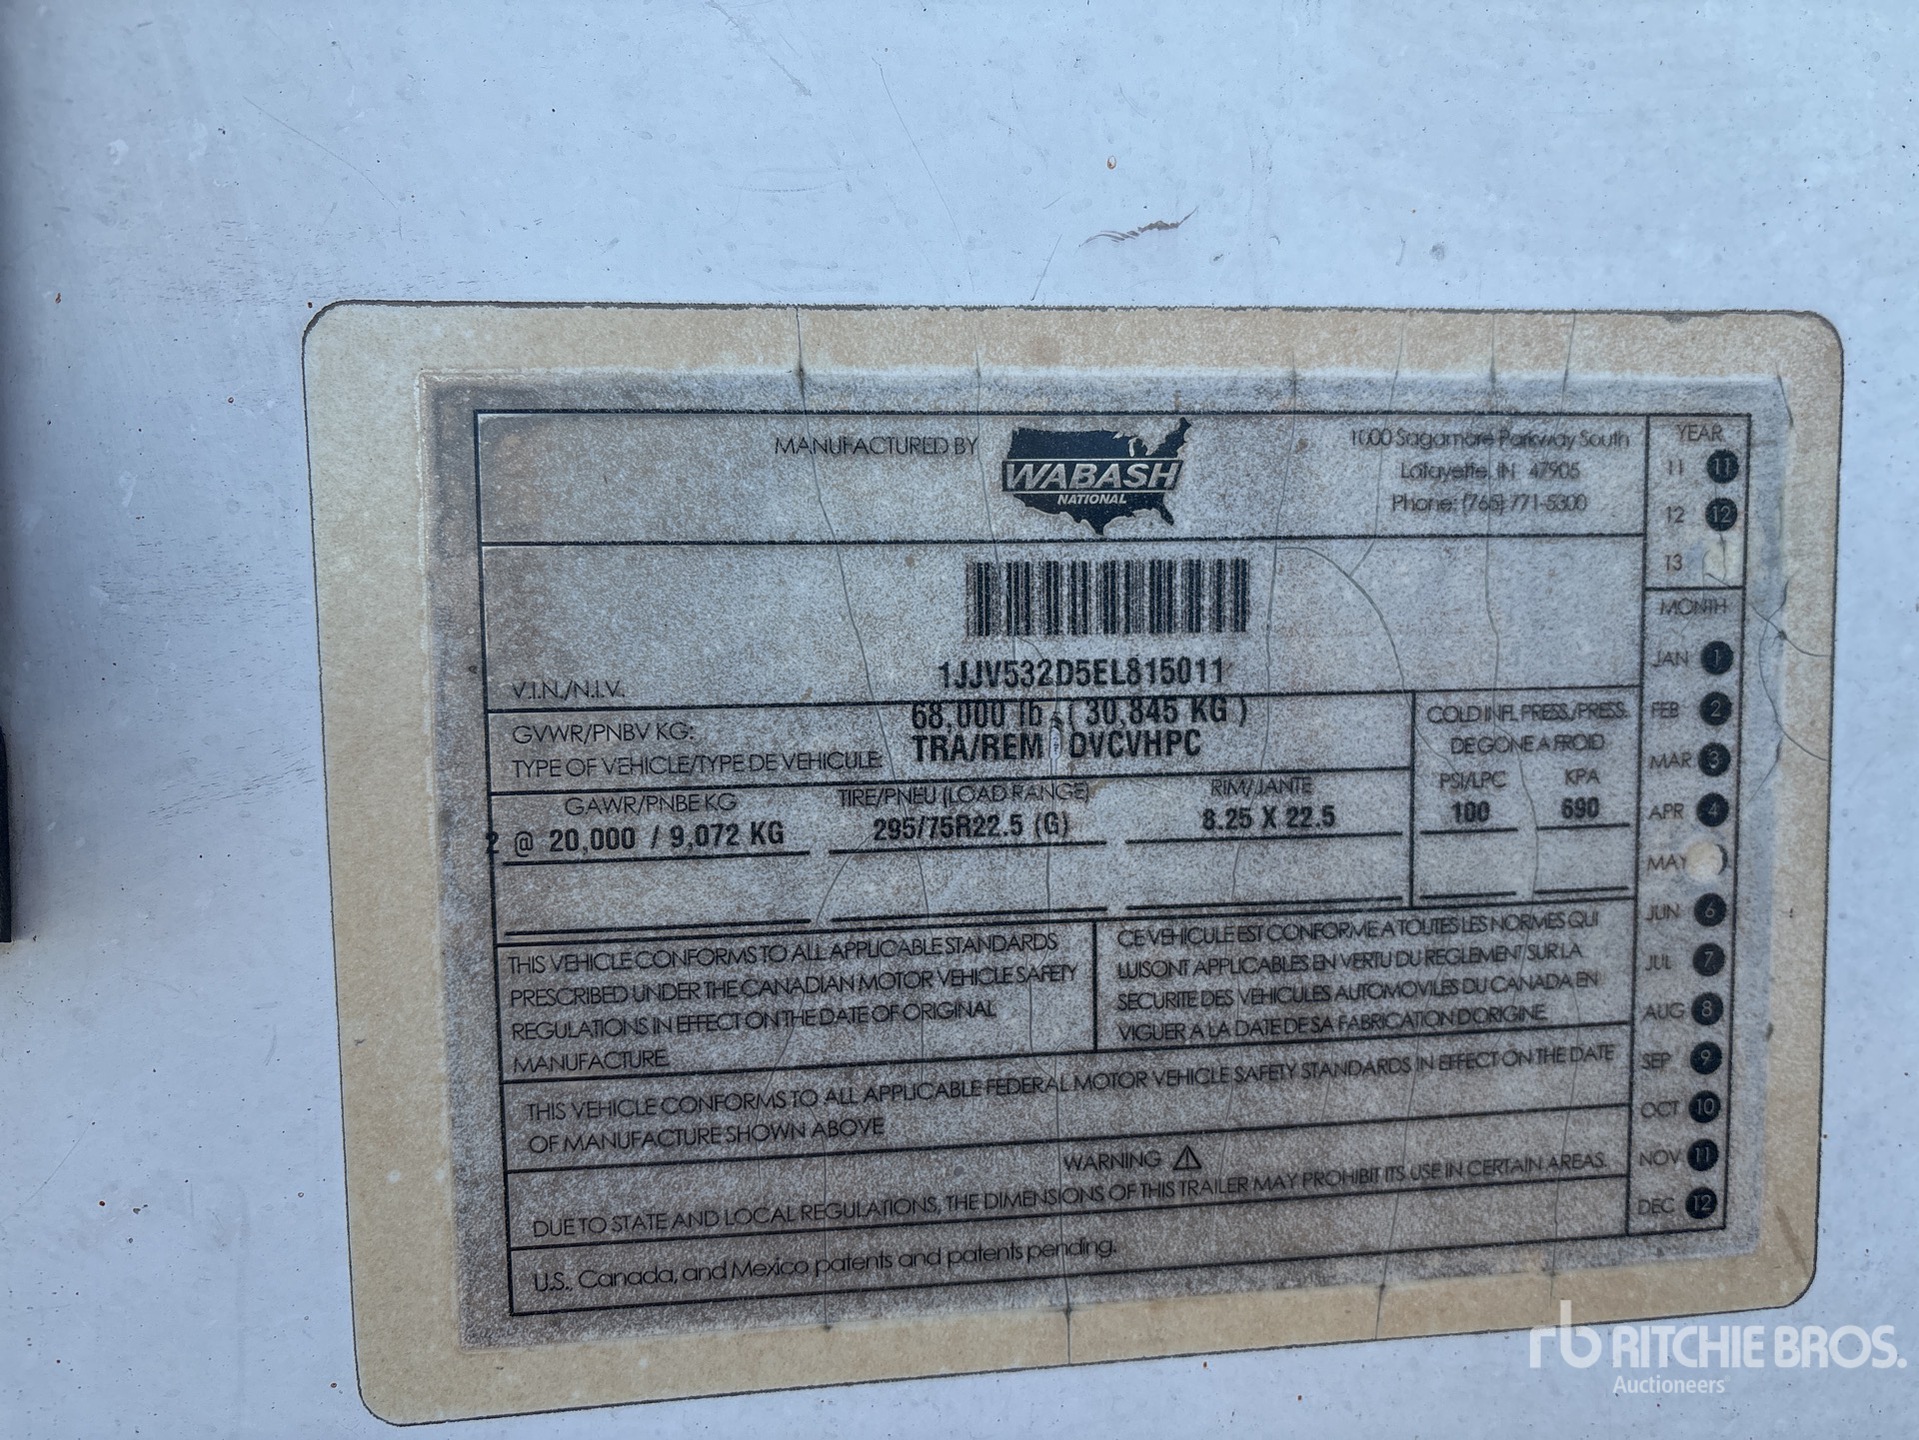 MANUFACTURED BY
WABASH
NATIONAL
1000 Sagamore Parkway South
Lafayette, IN 47905
Phone: (765) 771-5300
YEAR
11 11
12 12
13
V.I.N./N.I.V.
1JJV532D5EL815011
GVWR/PNBV KG: 68,000 lb ( 30,845 KG )
TYPE OF VEHICLE/TYPE DE VEHICULE: TRA/REM DVCVHPC
COLD INFL PRESS./PRESS.
DE GONE A FROID
PSI/LPC KPA
100 690
GAWR/PNBE KG TIRE/PNEU (LOAD RANGE) RIM/JANTE
2 @ 20,000 / 9,072 KG 295/75R22.5 (G) 8.25 X 22.5
THIS VEHICLE CONFORMS TO ALL APPLICABLE STANDARDS
PRESCRIBED UNDER THE CANADIAN MOTOR VEHICLE SAFETY
REGULATIONS IN EFFECT ON THE DATE OF ORIGINAL
MANUFACTURE
CE VEHICULE EST CONFORME A TOUTES LES NORMES QUI
LUI SONT APPLICABLES EN VERTU DU REGLEMENT SUR LA
SECURITE DES VEHICULES AUTOMOVILES DU CANADA EN
VIGUER A LA DATE DE SA FABRICATION D'ORIGINE
THIS VEHICLE CONFORMS TO ALL APPLICABLE FEDERAL MOTOR VEHICLE SAFETY STANDARDS IN EFFECT ON THE DATE
OF MANUFACTURE SHOWN ABOVE
WARNING
DUE TO STATE AND LOCAL REGULATIONS, THE DIMENSIONS OF THIS TRAILER MAY PROHIBIT ITS USE IN CERTAIN AREAS.
U.S., Canada, and Mexico patents and patents pending.
MONTH
JAN 1
FEB 2
MAR 3
APR 4
MAY
JUN 6
JUL 7
AUG 8
SEP 9
OCT 10
NOV 11
DEC 12
rb RITCHIE BROS.
Auctioneers